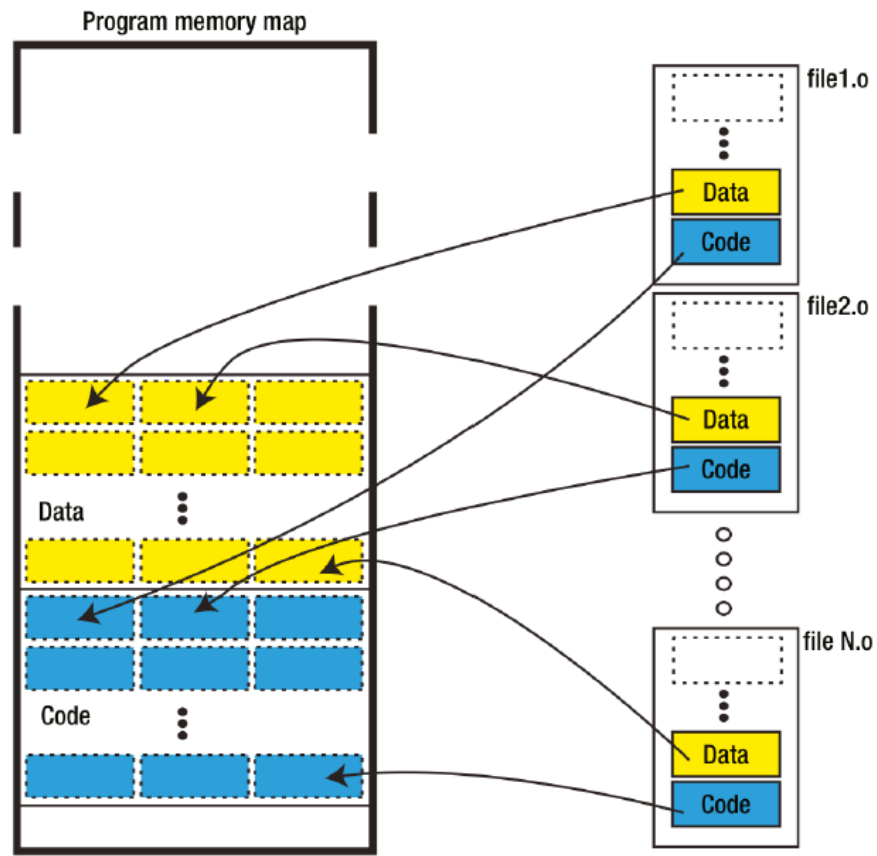 Program memory map
Data
Code
file1.o
Data
Code
file2.o
Data
Code
file N.o
Data
Code